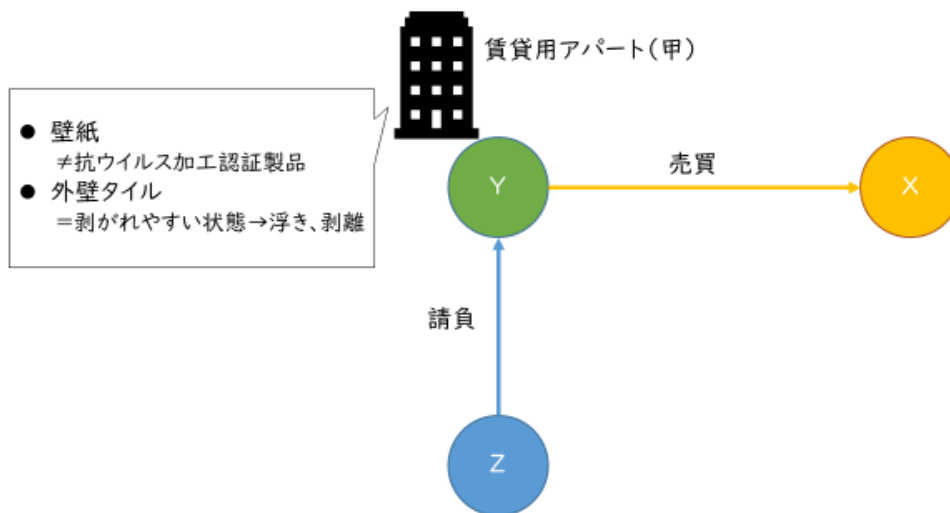 賃貸用アパート(甲)
● 壁紙
≠抗ウイルス加工認証製品
● 外壁タイル
=剥がれやすい状態→浮き、剥離
Y
売買
X
請負
Z